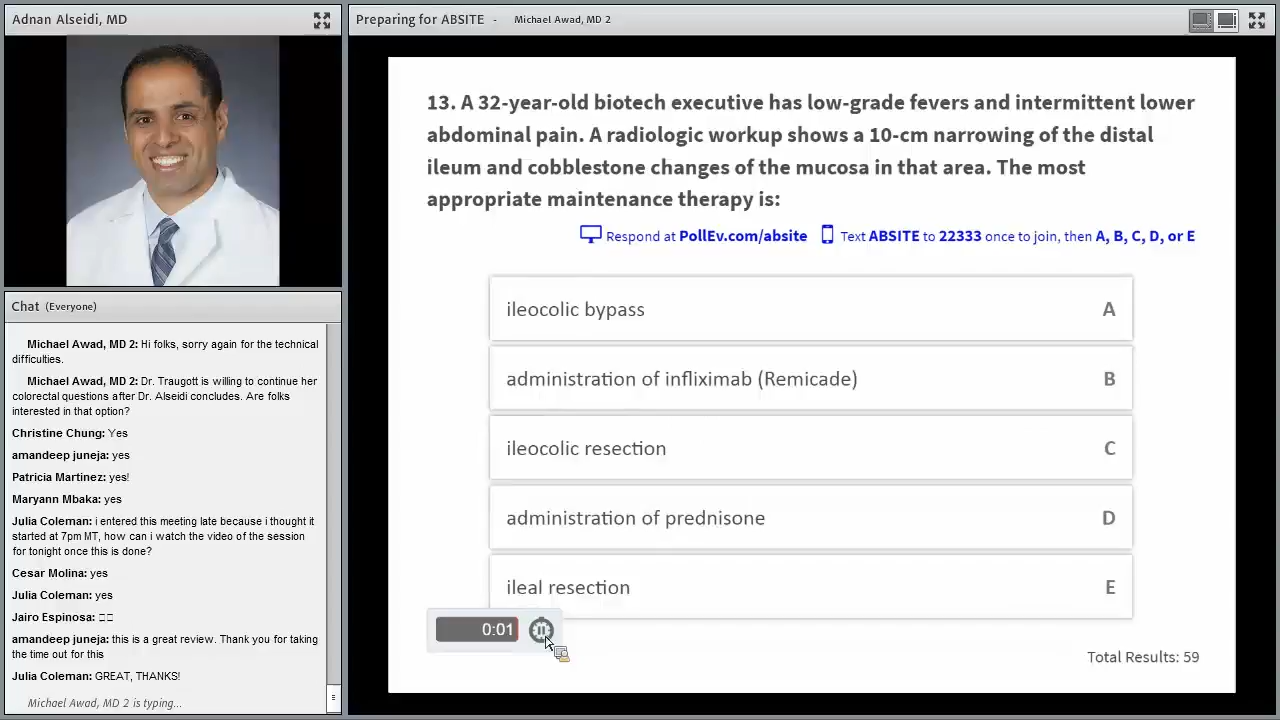 Adnan Alseidi, MD
Preparing for ABSITE - Michael Awad, MD 2
13. A 32-year-old biotech executive has low-grade fevers and intermittent lower
abdominal pain. A radiologic workup shows a 10-cm narrowing of the distal
ileum and cobblestone changes of the mucosa in that area. The most
appropriate maintenance therapy is:
Respond at PollEv.com/absite Text ABSITE to 22333 once to join, then A, B, C, D, or E
ileocolic bypass A
administration of infliximab (Remicade) B
ileocolic resection C
administration of prednisone D
ileal resection E
0:01
Total Results: 59
Chat (Everyone)
Michael Awad, MD 2: Hi folks, sorry again for the technical
difficulties.
Michael Awad, MD 2: Dr. Traugott is willing to continue her
colorectal questions after Dr. Alseidi concludes. Are folks
interested in that option?
Christine Chung: Yes
amandeep juneja: yes
Patricia Martinez: yes!
Maryann Mbaka: yes
Julia Coleman: i entered this meeting late because i thought it
started at 7pm MT, how can i watch the video of the session
for tonight once this is done?
Cesar Molina: yes
Julia Coleman: yes
Jairo Espinosa: □□
amandeep juneja: this is a great review. Thank you for taking
the time out for this
Julia Coleman: GREAT, THANKS!
Michael Awad, MD 2 is typing...